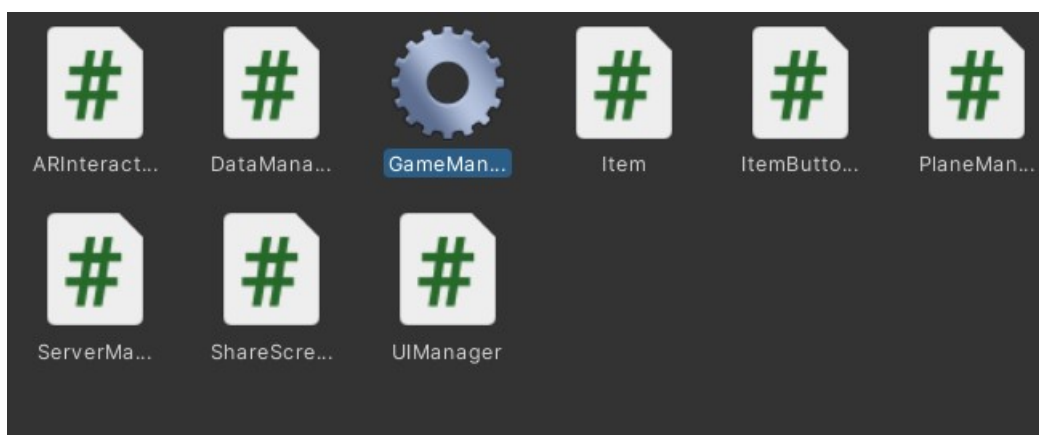 ARInteract...
DataMana...
GameMan...
Item
ItemButto...
PlaneMan...
ServerMa...
ShareScre...
UIManager